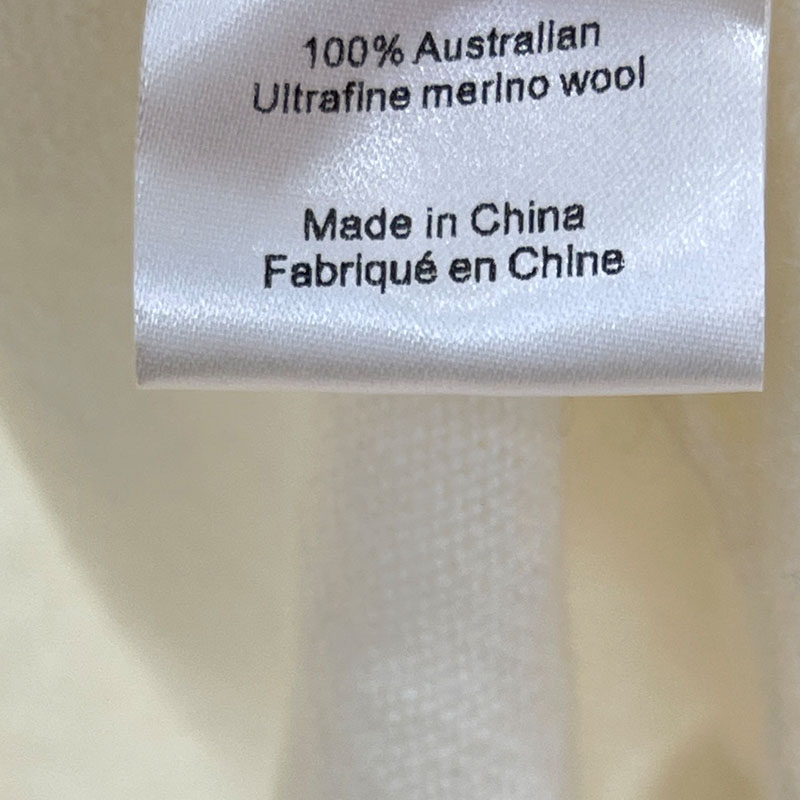 100% Australian
Ultrafine merino wool
Made in China
Fabriqué en Chine